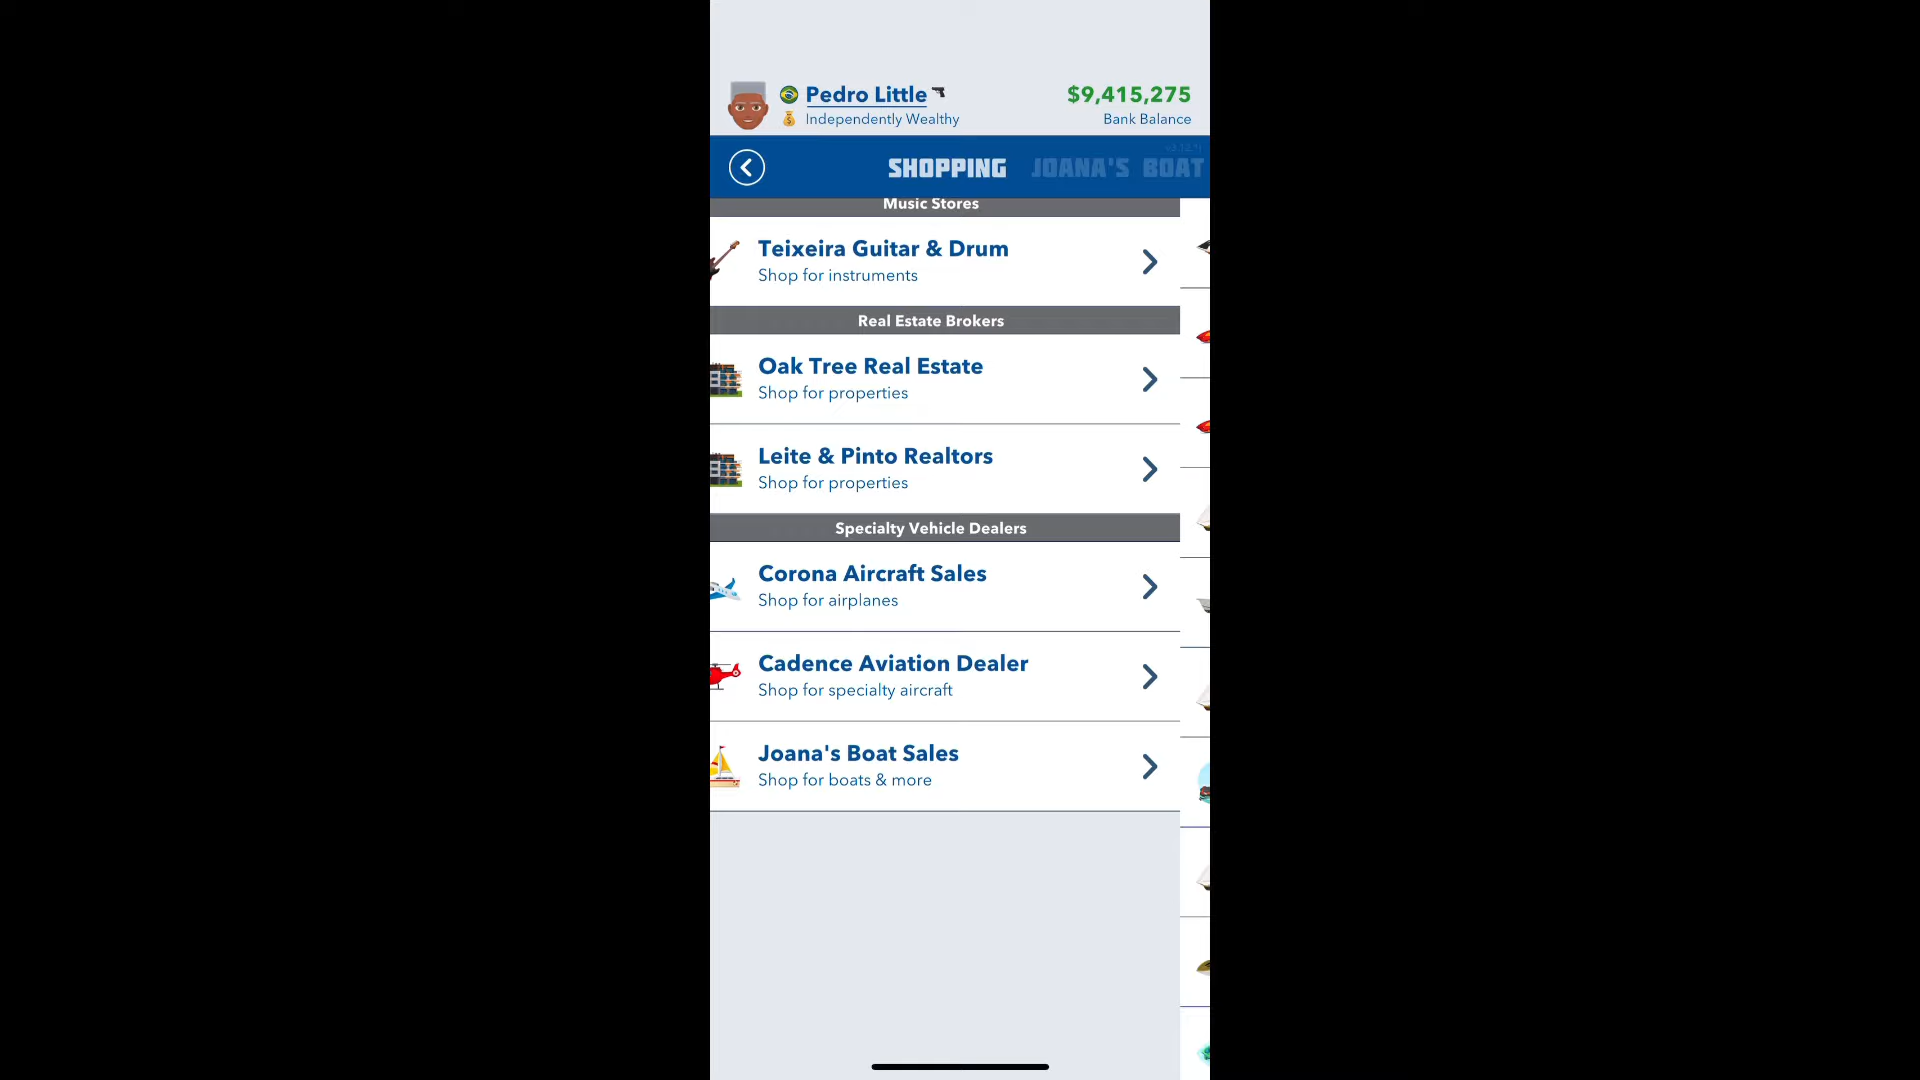 Pedro Little
$9,415,275
Independently Wealthy
Bank Balance
SHOPPING
JOANA'S BOAT
Music Stores
Teixeira Guitar & Drum
Shop for instruments
Real Estate Brokers
Oak Tree Real Estate
Shop for properties
Leite & Pinto Realtors
Shop for properties
Specialty Vehicle Dealers
Corona Aircraft Sales
Shop for airplanes
Cadence Aviation Dealer
Shop for specialty aircraft
Joana's Boat Sales
Shop for boats & more